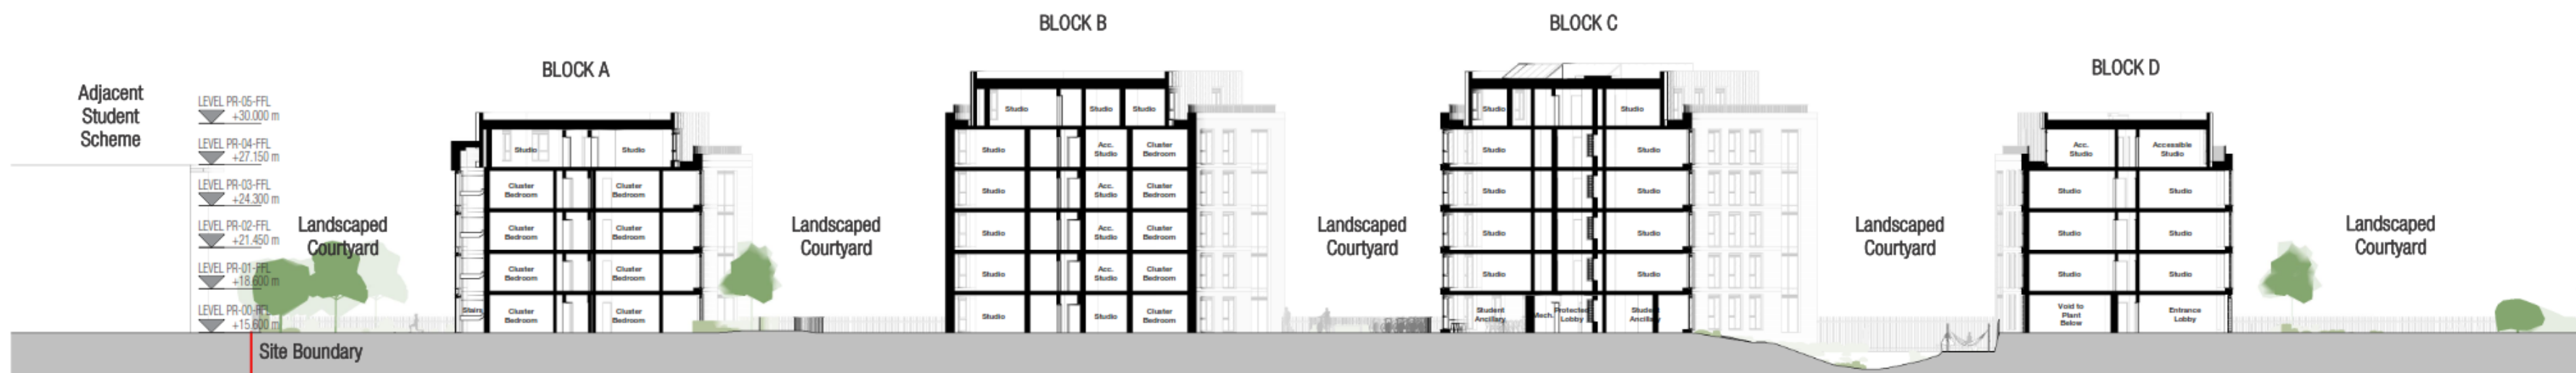 BLOCK A
BLOCK B
BLOCK C
BLOCK D
Adjacent
Student
Scheme
LEVEL PR-05-FFL
+30.000 m
LEVEL PR-04-FFL
+27.150 m
LEVEL PR-03-FFL
+24.300 m
LEVEL PR-02-FFL
+21.450 m
LEVEL PR-01-FFL
+18.600 m
LEVEL PR-00-FFL
+15.600 m
Site Boundary
Landscaped
Courtyard
Studio
Studio
Cluster
Bedroom
Cluster
Bedroom
Cluster
Bedroom
Cluster
Bedroom
Cluster
Bedroom
Cluster
Bedroom
Stairs
Cluster
Bedroom
Cluster
Bedroom
Landscaped
Courtyard
Studio
Studio
Studio
Studio
Acc.
Studio
Cluster
Bedroom
Studio
Acc.
Studio
Cluster
Bedroom
Studio
Acc.
Studio
Cluster
Bedroom
Studio
Acc.
Studio
Cluster
Bedroom
Studio
Studio
Cluster
Bedroom
Landscaped
Courtyard
Studio
Studio
Studio
Studio
Studio
Studio
Studio
Studio
Studio
Studio
Student
Ancillary
Mech.
Protected
Lobby
Student
Ancillary
Landscaped
Courtyard
Acc.
Studio
Accessible
Studio
Studio
Studio
Studio
Studio
Studio
Studio
Void to
Plant
Below
Entrance
Lobby
Landscaped
Courtyard